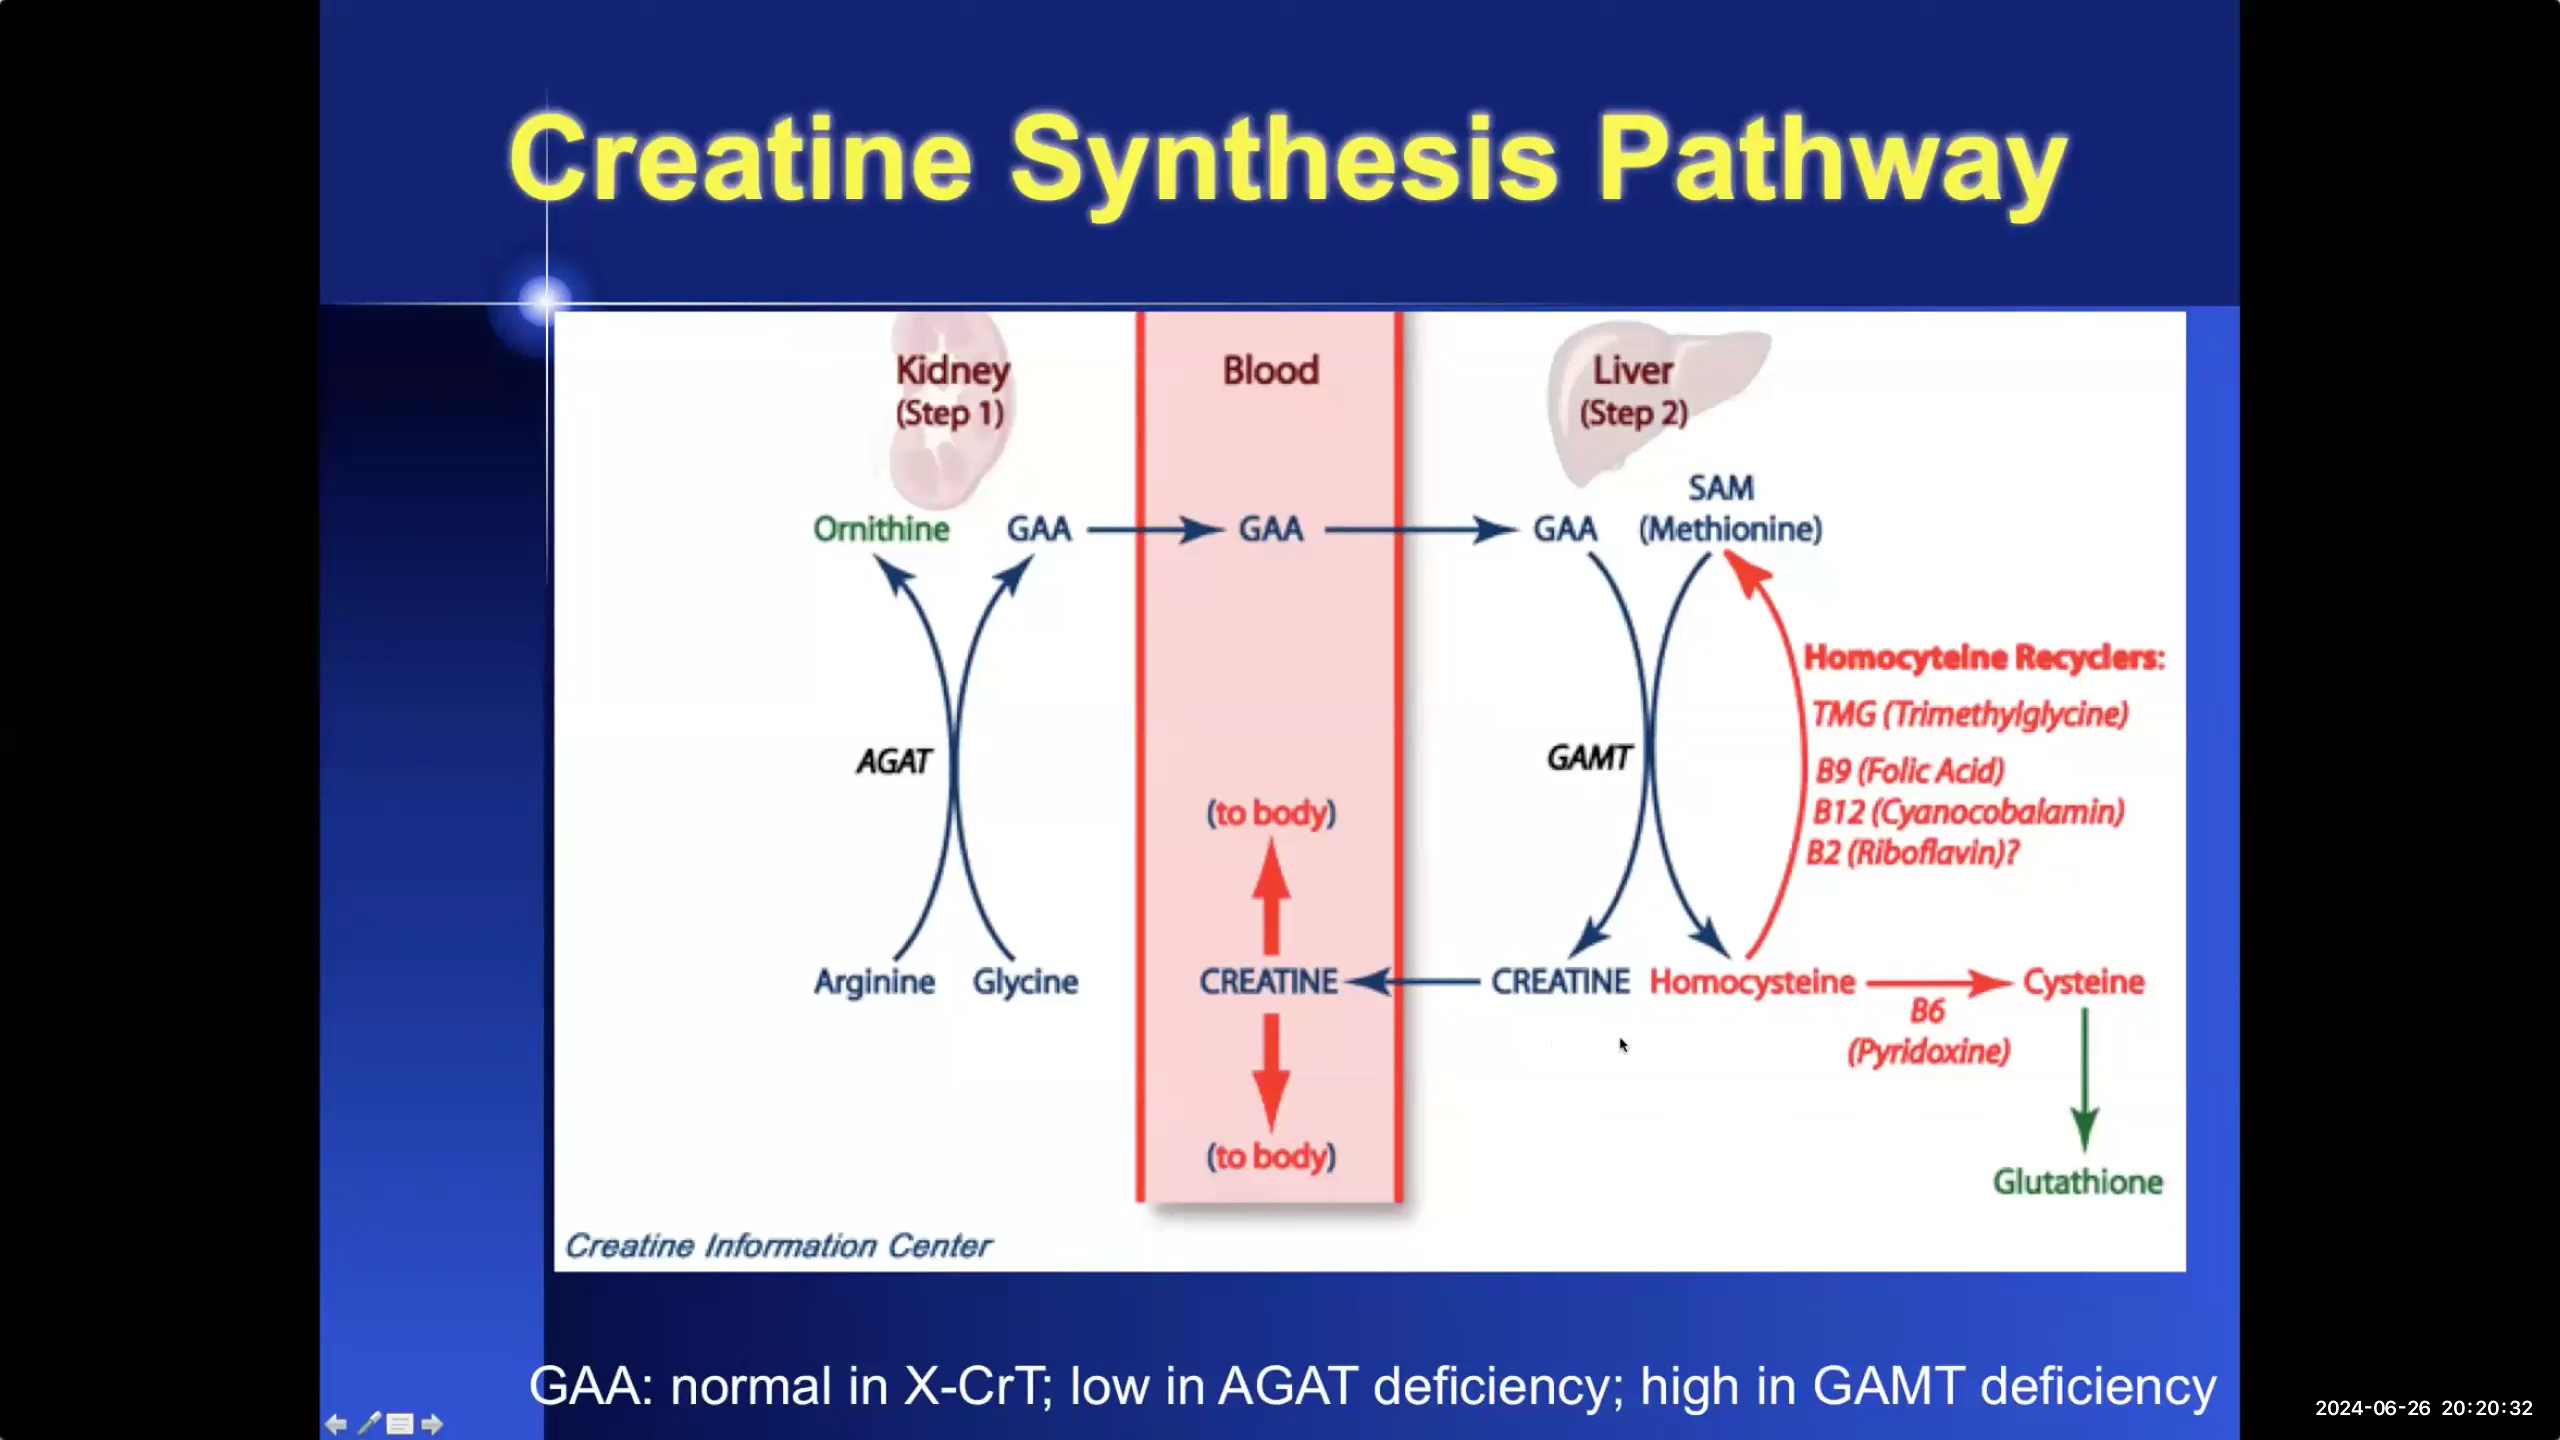 Creatine Synthesis Pathway
Kidney
(Step 1)
Blood
Liver
(Step 2)
SAM
(Methionine)
Ornithine
GAA
GAA
GAA
Homocyteine Recyclers:
TMG (Trimethylglycine)
B9 (Folic Acid)
B12 (Cyanocobalamin)
B2 (Riboflavin)?
AGAT
GAMT
(to body)
Arginine
Glycine
CREATINE
CREATINE
Homocysteine
Cysteine
B6
(Pyridoxine)
(to body)
Glutathione
Creatine Information Center
GAA: normal in X-CrT; low in AGAT deficiency; high in GAMT deficiency
2024-06-26 20:20:32